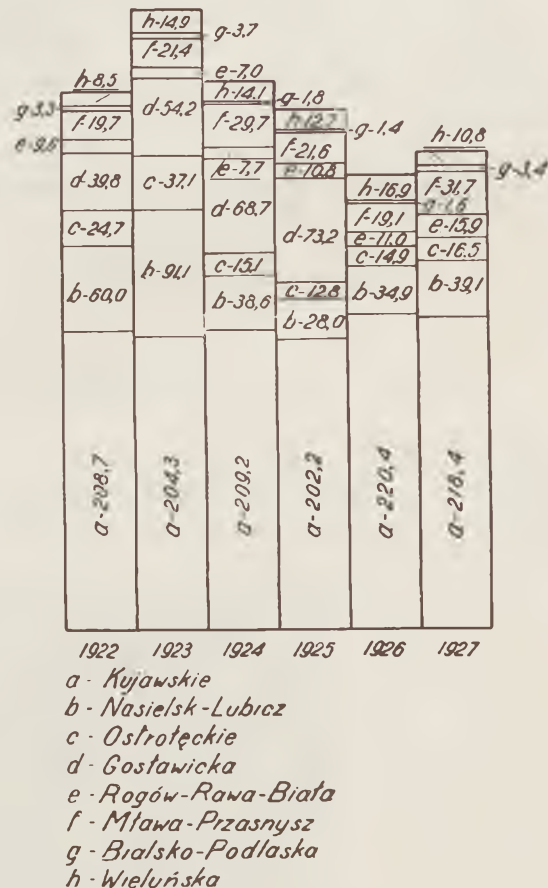 h-8,5
g-3,3
f-19,7
e-9,6
d-39,8
c-24,7
b-60,0
a-208,7
h-14,9
g-3,7
f-21,4
e-7,0
d-54,2
c-37,1
h-91,1
a-204,3
h-14.1
g-1,8
f-29,7
e-7,7
d-68,7
c-15,1
b-38,6
a-209,2
h-12,7
g-1,4
f-21,6
e-10,8
d-73,2
c-12,8
b-28,0
a-202,2
h-16,9
g-1,6
f-19,1
e-11,0
c-14,9
b-34,9
a-220,4
h-10,8
g-3,4
f-31,7
e-15,9
c-16.5
b-39,1
a-218,4
1922 1923 1924 1925 1926 1927
a - Kujawskie
b - Nasielsk-Lubicz
c - Ostrołęckie
d - Gosławicka
e - Rogów-Rawa-Biała
f - Mława-Przasnysz
g - Bialsko-Podlaska
h - Wieluńska